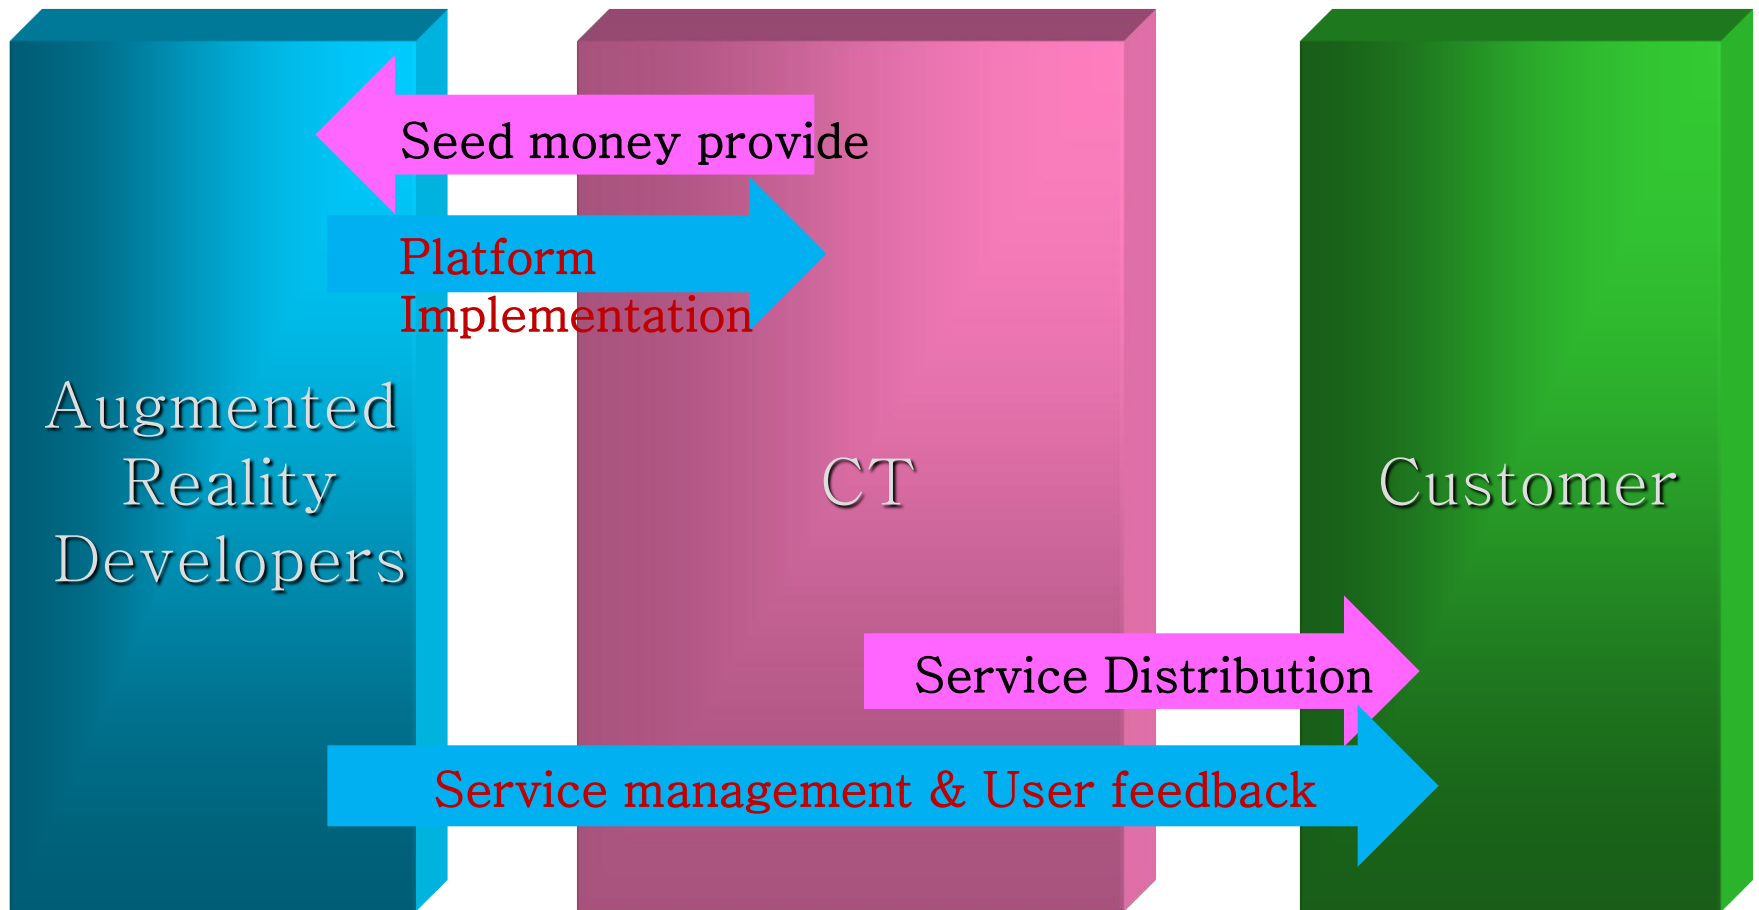 Seed money provide
Platform
Implementation
Augmented
Reality
Developers
CT
Customer
Service Distribution
Service management & User feedback